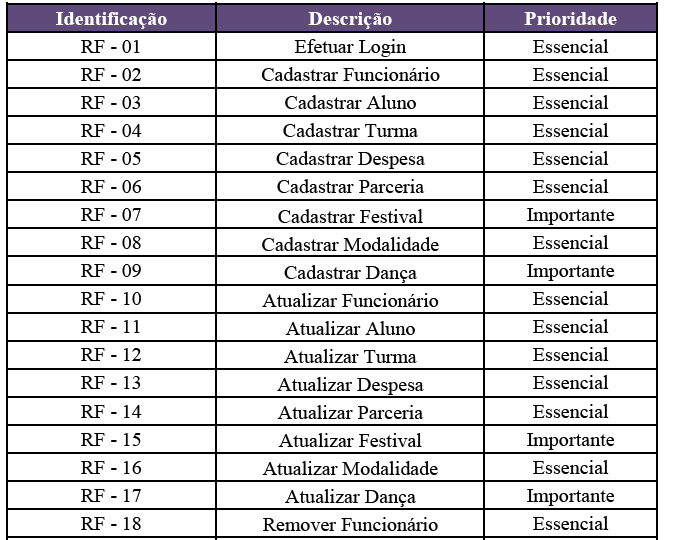 Identificação Descrição Prioridade
RF - 01 Efetuar Login Essencial
RF - 02 Cadastrar Funcionário Essencial
RF - 03 Cadastrar Aluno Essencial
RF - 04 Cadastrar Turma Essencial
RF - 05 Cadastrar Despesa Essencial
RF - 06 Cadastrar Parceria Essencial
RF - 07 Cadastrar Festival Importante
RF - 08 Cadastrar Modalidade Essencial
RF - 09 Cadastrar Dança Importante
RF - 10 Atualizar Funcionário Essencial
RF - 11 Atualizar Aluno Essencial
RF - 12 Atualizar Turma Essencial
RF - 13 Atualizar Despesa Essencial
RF - 14 Atualizar Parceria Essencial
RF - 15 Atualizar Festival Importante
RF - 16 Atualizar Modalidade Essencial
RF - 17 Atualizar Dança Importante
RF - 18 Remover Funcionário Essencial